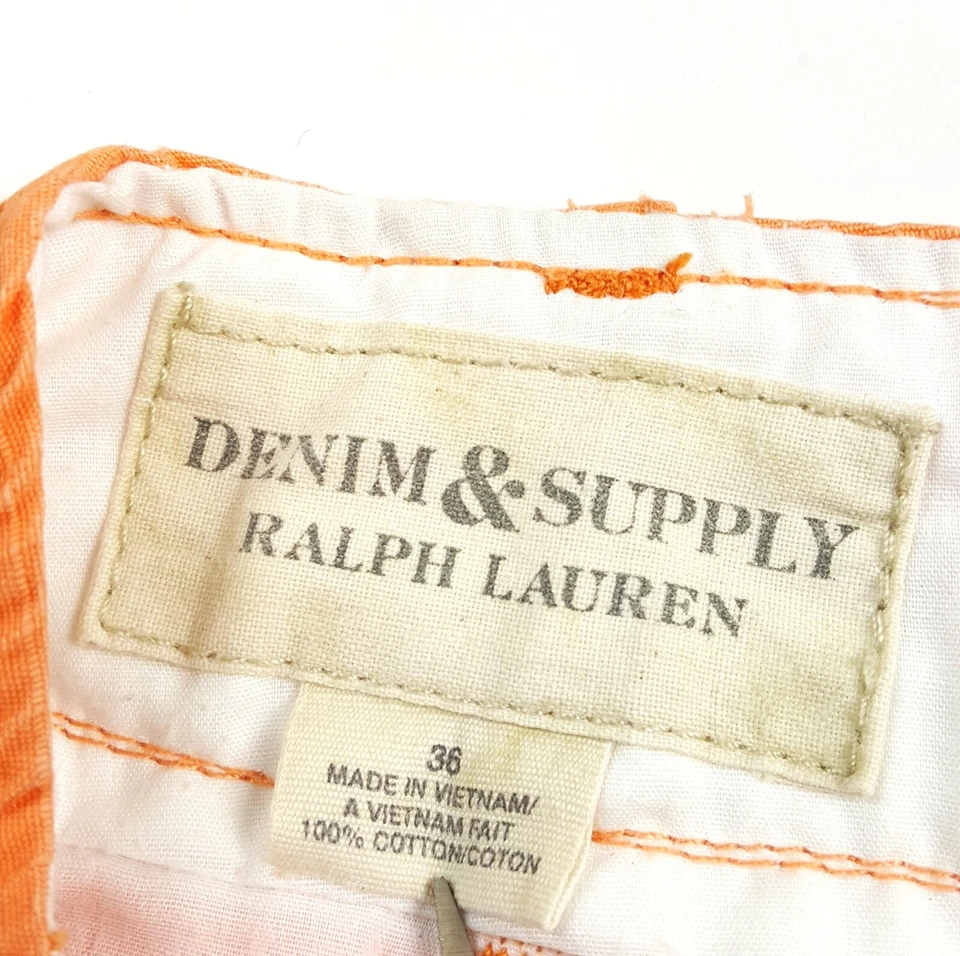 DENIM & SUPPLY
RALPH LAUREN
36
MADE IN VIETNAM/
A VIETNAM FAIT
100% COTTON/COTON